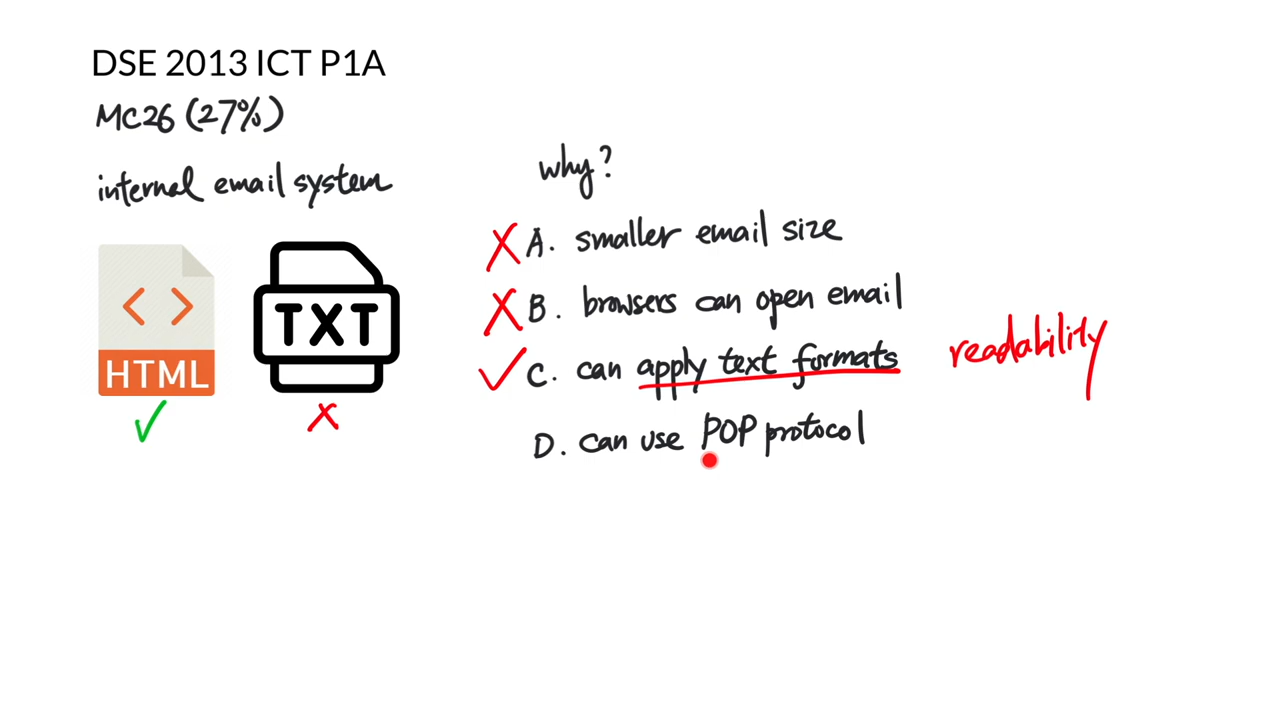 DSE 2013 ICT P1A
MC26 (27%)
internal email system
HTML
TXT
why?
A. smaller email size
B. browsers can open email
C. can apply text formats
readability
D. can use POP protocol